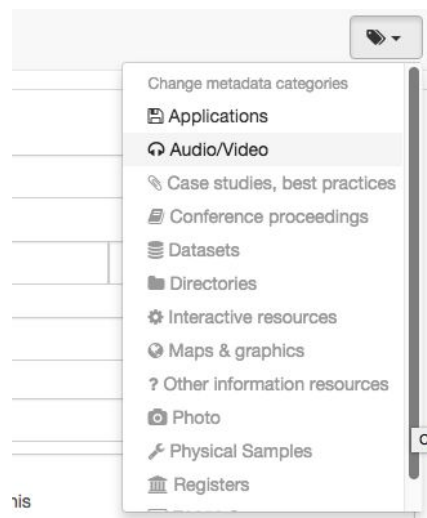 Change metadata categories
Applications
Audio/Video
Case studies, best practices
Conference proceedings
Datasets
Directories
Interactive resources
Maps & graphics
? Other information resources
Photo
Physical Samples
Registers